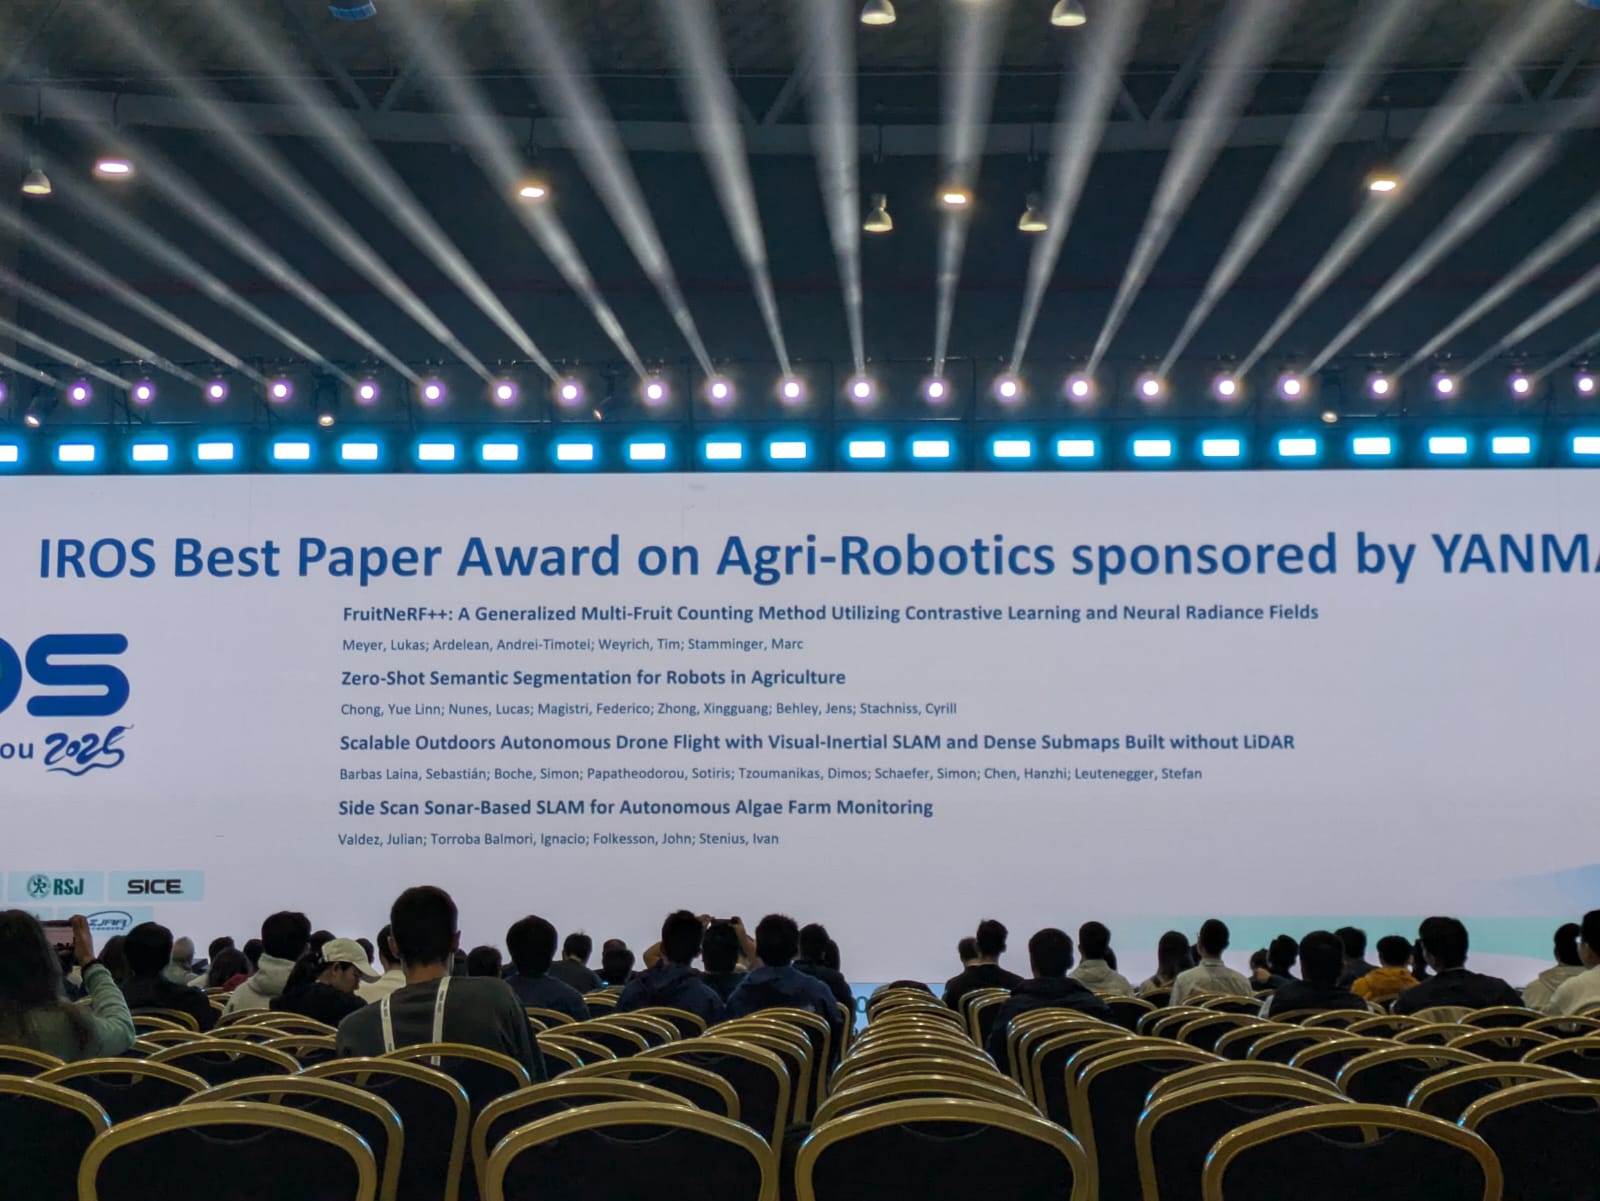 IROS Best Paper Award on Agri-Robotics sponsored by YANMA
FruitNeRF++: A Generalized Multi-Fruit Counting Method Utilizing Contrastive Learning and Neural Radiance Fields
Meyer, Lukas; Ardelean, Andrei-Timotei; Weyrich, Tim; Stamminger, Marc
Zero-Shot Semantic Segmentation for Robots in Agriculture
Chong, Yue Linn; Nunes, Lucas; Magistri, Federico; Zhong, Xingguang; Behley, Jens; Stachniss, Cyrill
Scalable Outdoors Autonomous Drone Flight with Visual-Inertial SLAM and Dense Submaps Built without LiDAR
Barbas Laina, Sebastián; Boche, Simon; Papatheodorou, Sotiris; Tzoumanikas, Dimos; Schaefer, Simon; Chen, Hanzhi; Leutenegger, Stefan
Side Scan Sonar-Based SLAM for Autonomous Algae Farm Monitoring
Valdez, Julian; Torroba Balmori, Ignacio; Folkesson, John; Stenius, Ivan
OS
ou 2025
RSJ
SICE
ZJAA